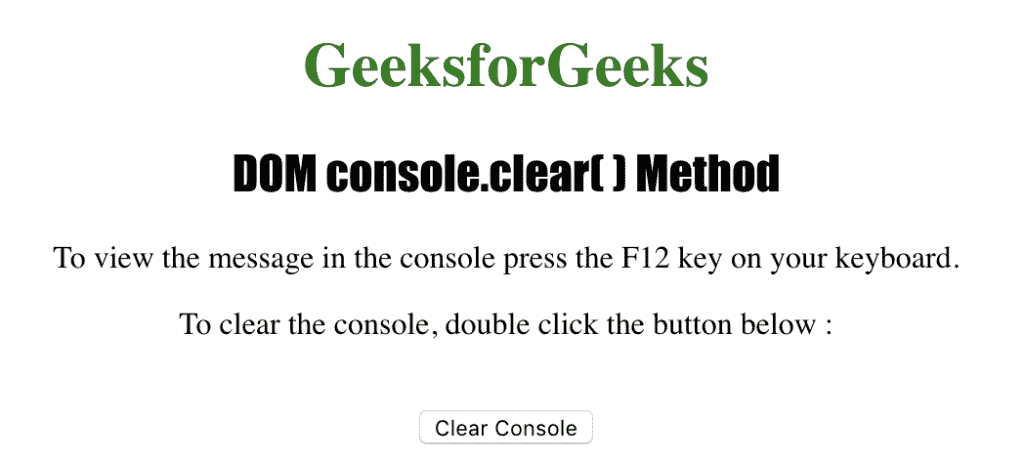 GeeksforGeeks
DOM console.clear( ) Method
To view the message in the console press the F12 key on your keyboard.
To clear the console, double click the button below :
Clear Console